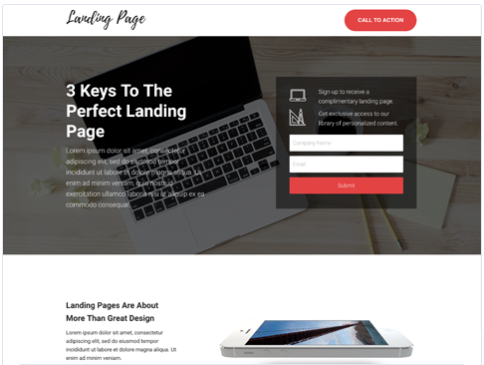 Landing Page
CALL TO ACTION
3 Keys To The
Perfect Landing
Page
Lorem ipsum dolor sit amet, consectetur
adipiscing elit, sed do eiusmod tempor
incididunt ut labore et dolore magna aliqua. Ut
enim ad minim veniam, quis nostrud
exercitation ullamco laboris nisi ut aliquip ex ea
commodo consequat.
Sign up to receive a
complimentary landing page.
Get exclusive access to our
library of personalized content.
Company Name
Email
Submit
Landing Pages Are About
More Than Great Design
Lorem ipsum dolor sit amet, consectetur
adipiscing elit, sed do eiusmod tempor incididunt
ut labore et dolore magna aliqua. Ut
enim ad minim veniam.